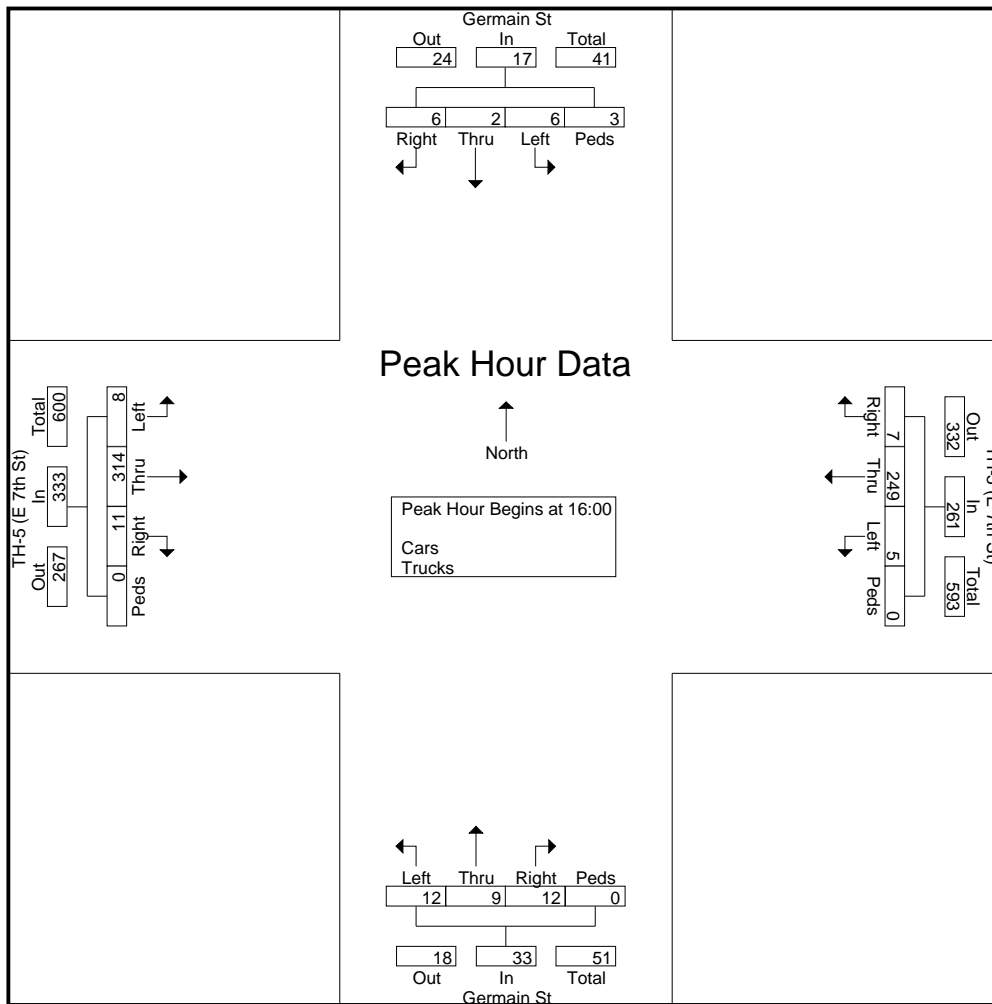 Germain St
Out In Total
24 17 41
6 2 6 3
Right Thru Left Peds
Peak Hour Data
North
Peak Hour Begins at 16:00
Cars
Trucks
TH-5 (E 7th St)
Out In Total
267 333 600
0 11 314 8
Peds Right Thru Left
TH-5 (E 7th St)
Out In Total
332 261 593
7 249 5 0
Right Thru Left Peds
Left Thru Right Peds
12 9 12 0
18 33 51
Out In Total
Germain St